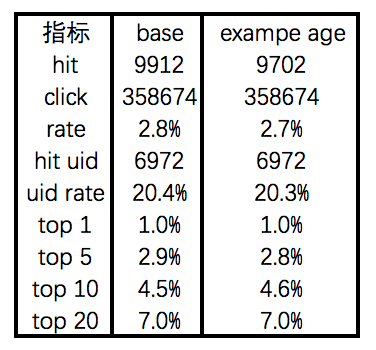 指标 base exampe age
hit 9912 9702
click 358674 358674
rate 2.8% 2.7%
hit uid 6972 6972
uid rate 20.4% 20.3%
top 1 1.0% 1.0%
top 5 2.9% 2.8%
top 10 4.5% 4.6%
top 20 7.0% 7.0%